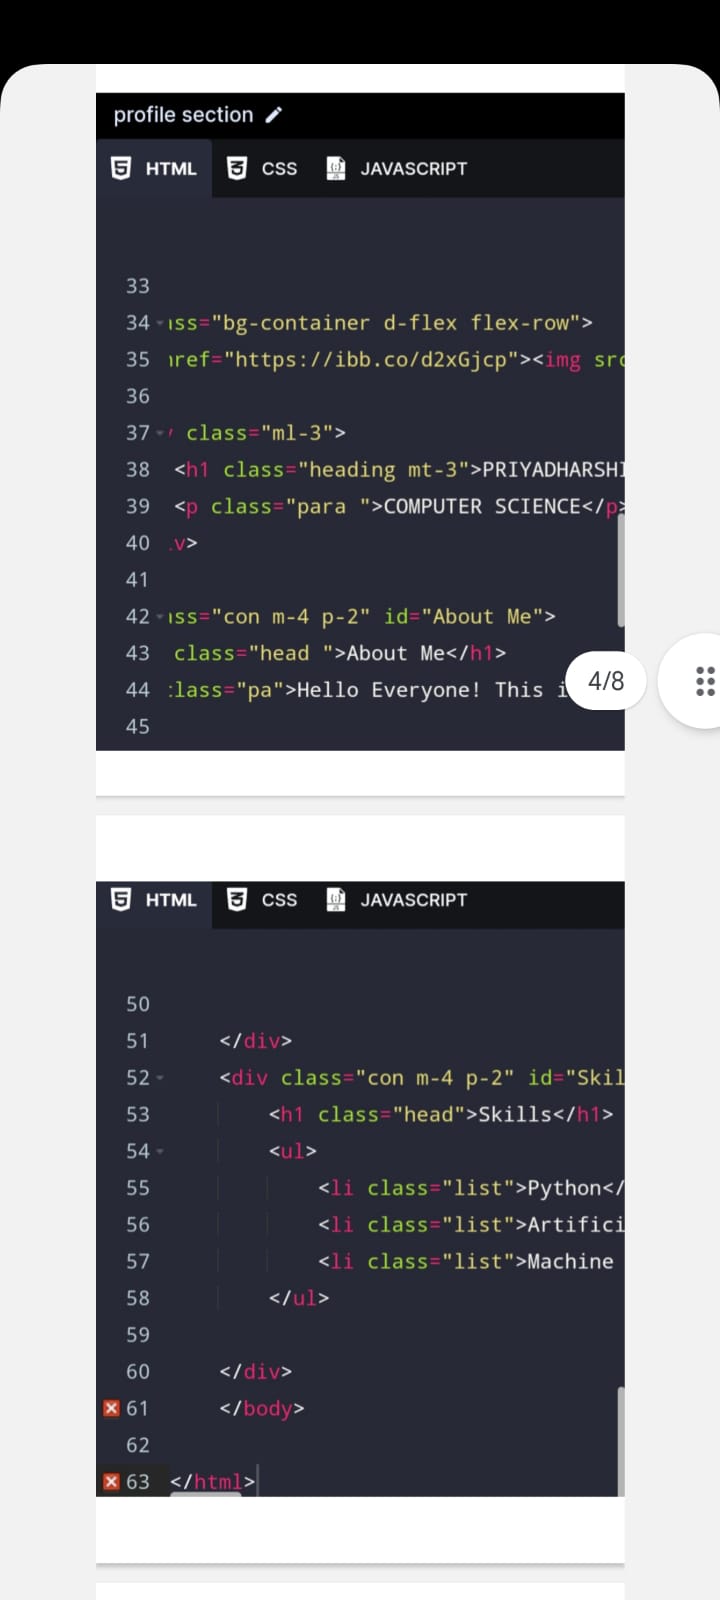 profile section
HTML CSS JAVASCRIPT
33
34 ss="bg-container d-flex flex-row">
35 href="https://ibb.co/d2xGjcp"><img src
36
37 class="ml-3">
38 <h1 class="heading mt-3">PRIYADHARSHI
39 <p class="para ">COMPUTER SCIENCE</p>
40 v>
41
42 ss="con m-4 p-2" id="About Me">
43 class="head ">About Me</h1>
44 lass="pa">Hello Everyone! This i
4/8
45
HTML CSS JAVASCRIPT
50
51 </div>
52 <div class="con m-4 p-2" id="Skil
53 <h1 class="head">Skills</h1>
54 <ul>
55 <li class="list">Python</
56 <li class="list">Artifici
57 <li class="list">Machine
58 </ul>
59
60 </div>
61 </body>
62
63 </html>